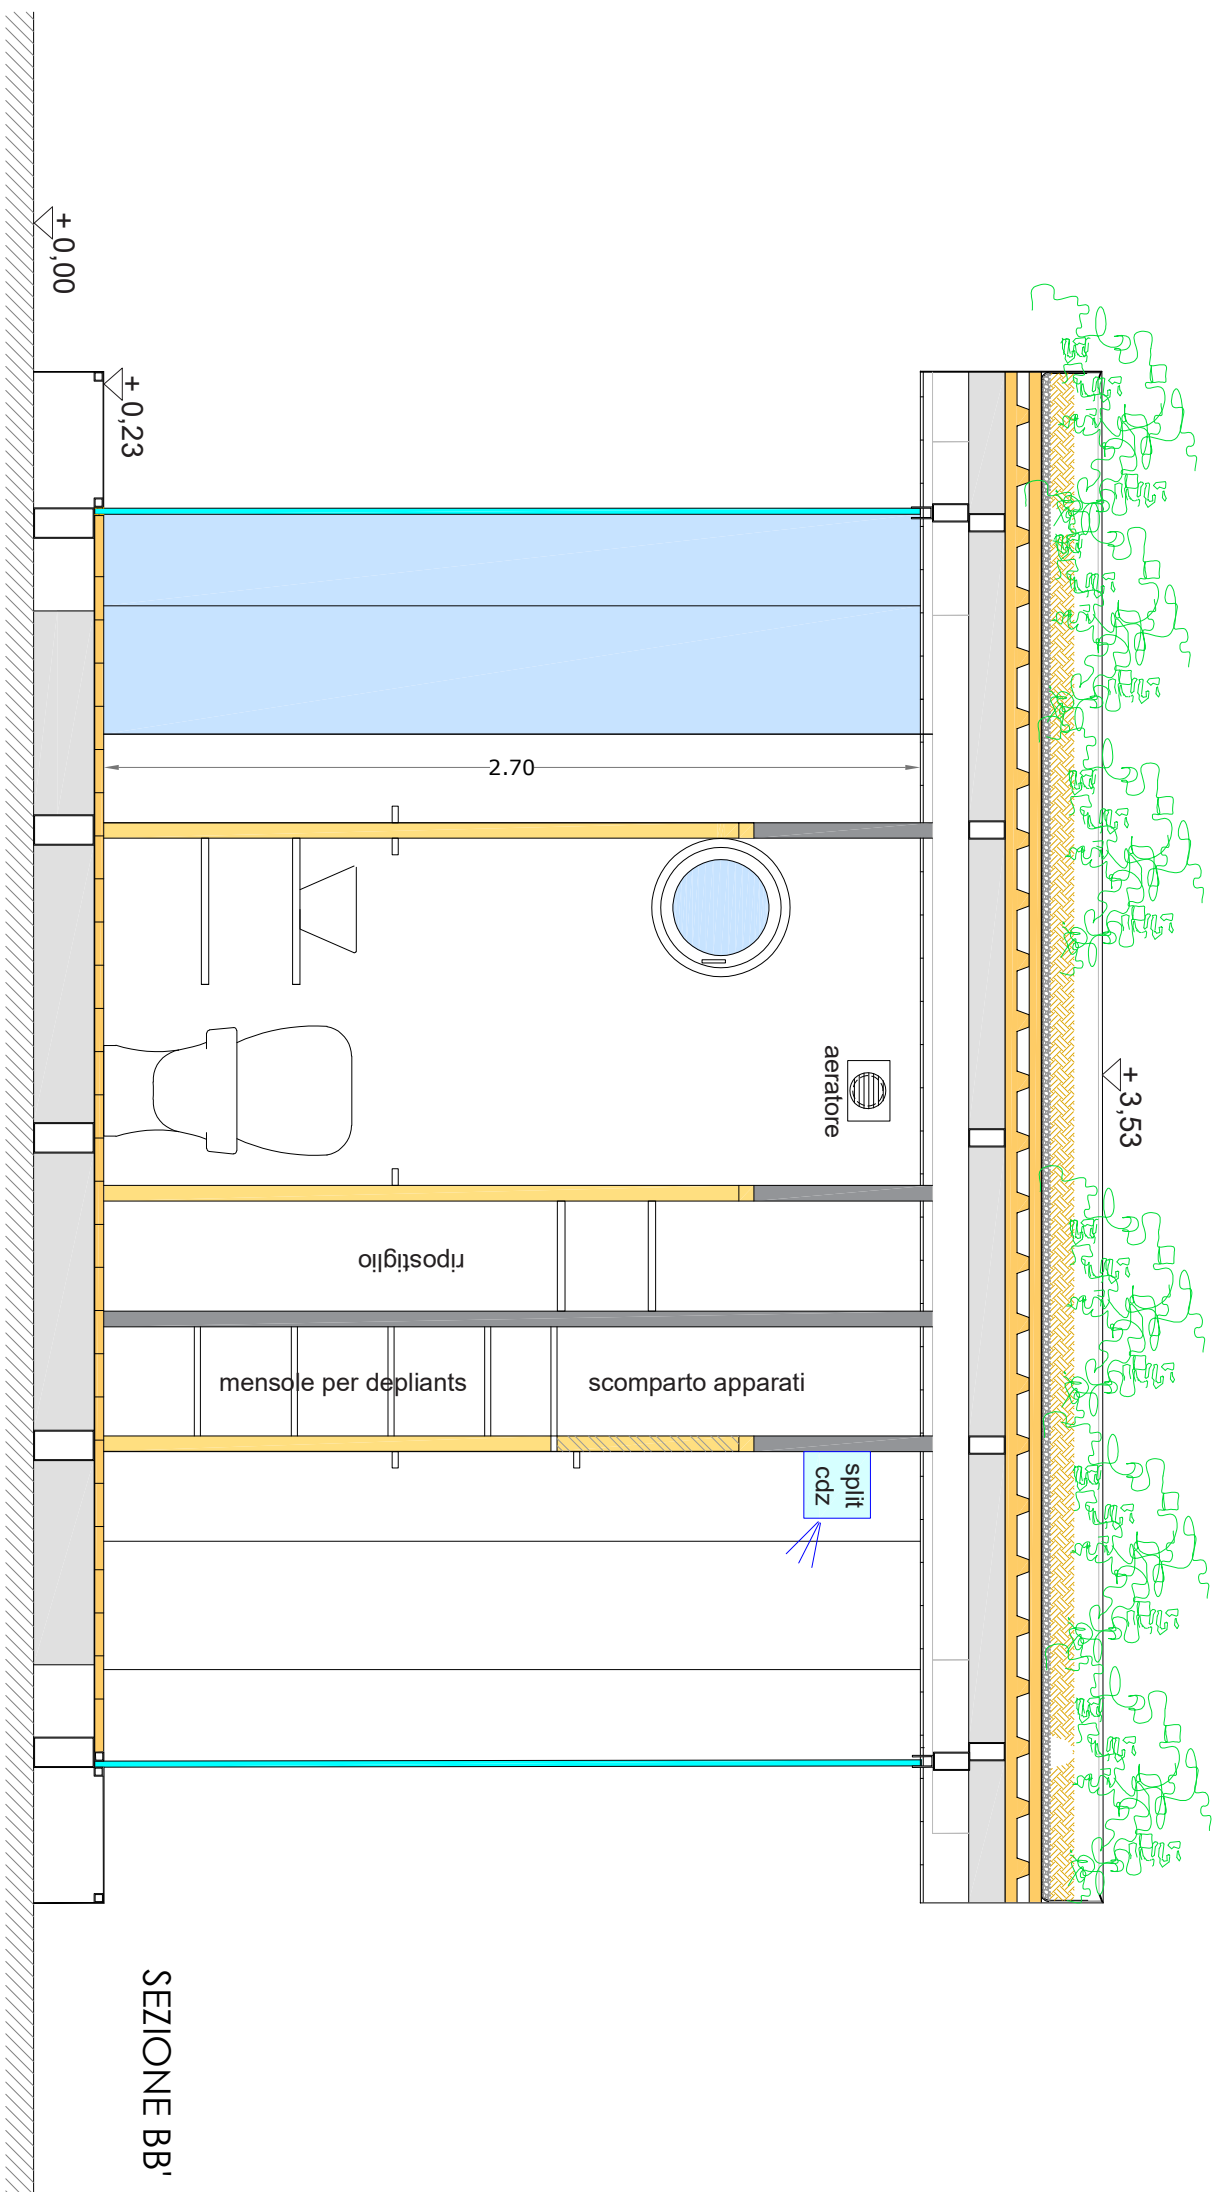 + 3,53
aeratore
split
cdz
2.70
scomparto apparati
mensole per depliants
ripostiglio
+ 0,23
+ 0,00
SEZIONE BB'